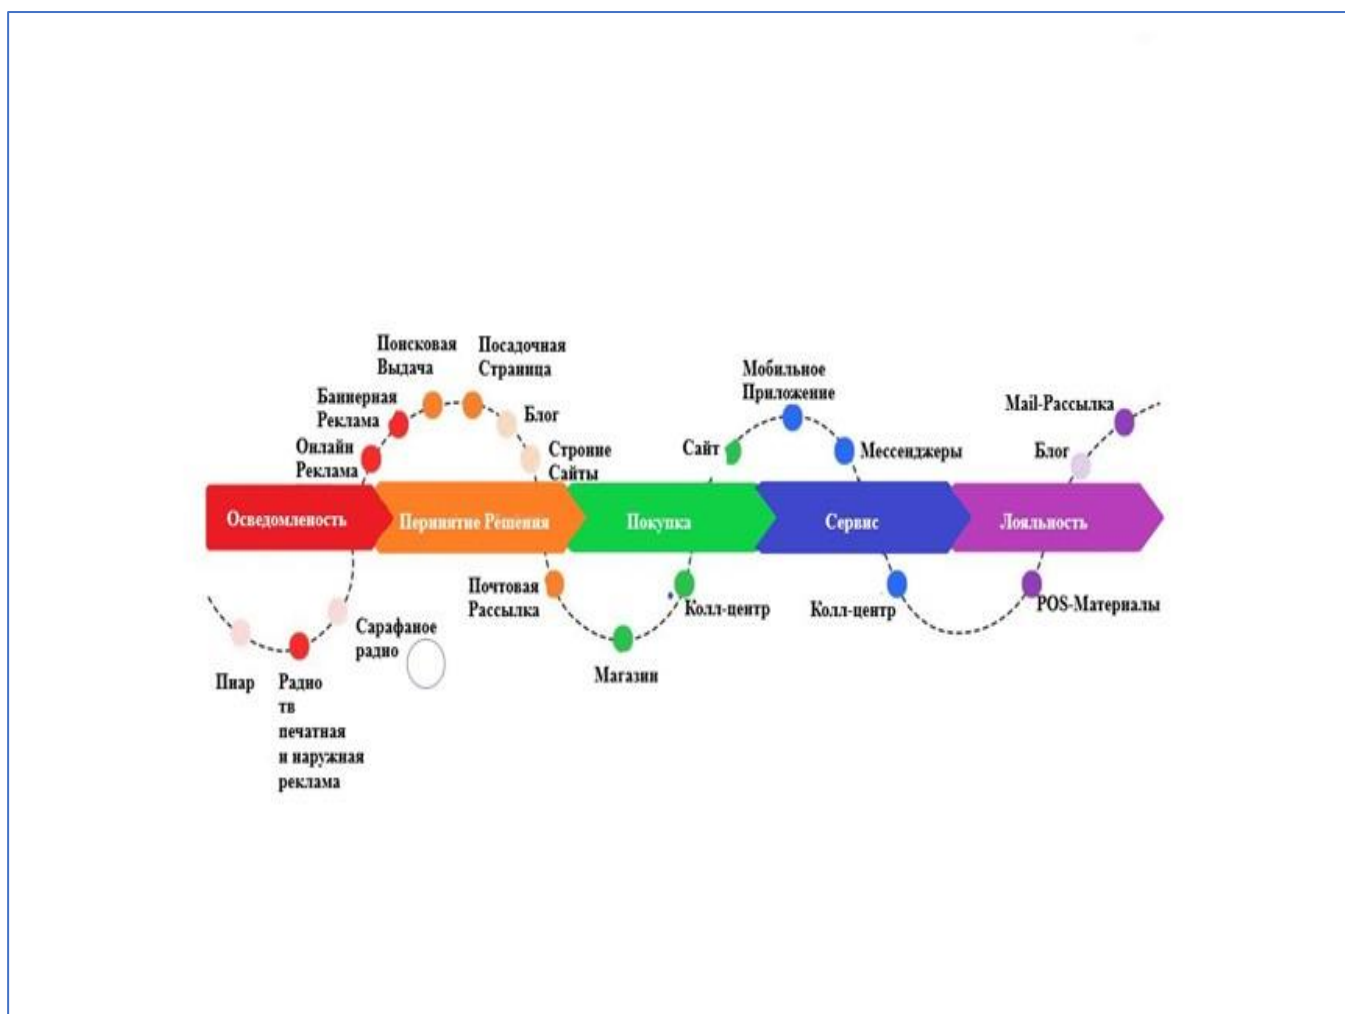 Поисковая
Выдача
Посадочная
Страница
Баннерная
Реклама
Блог
Онлайн
Реклама
Строние
Сайты
Сайт
Мобильное
Приложение
Мессенджеры
Mail-Рассылка
Блог
Осведомленость
Перинятие Решения
Покупка
Сервис
Лояльность
Пиар
Радио
тв
печатная
и наружная
реклама
Сарафаное
радио
Почтовая
Рассылка
Магазин
Колл-центр
Колл-центр
POS-Материалы